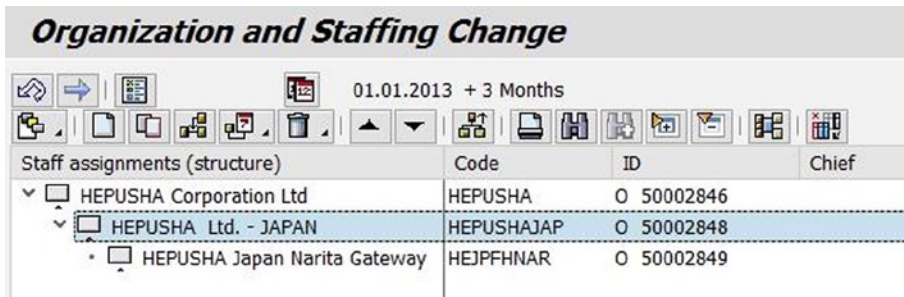 Organization and Staffing Change
01.01.2013 + 3 Months
Staff assignments (structure) Code ID Chief
HEPUSHA Corporation Ltd HEPUSHA O 50002846
HEPUSHA Ltd. - JAPAN HEPUSHAJAP O 50002848
HEPUSHA Japan Narita Gateway HEJPFHNAR O 50002849